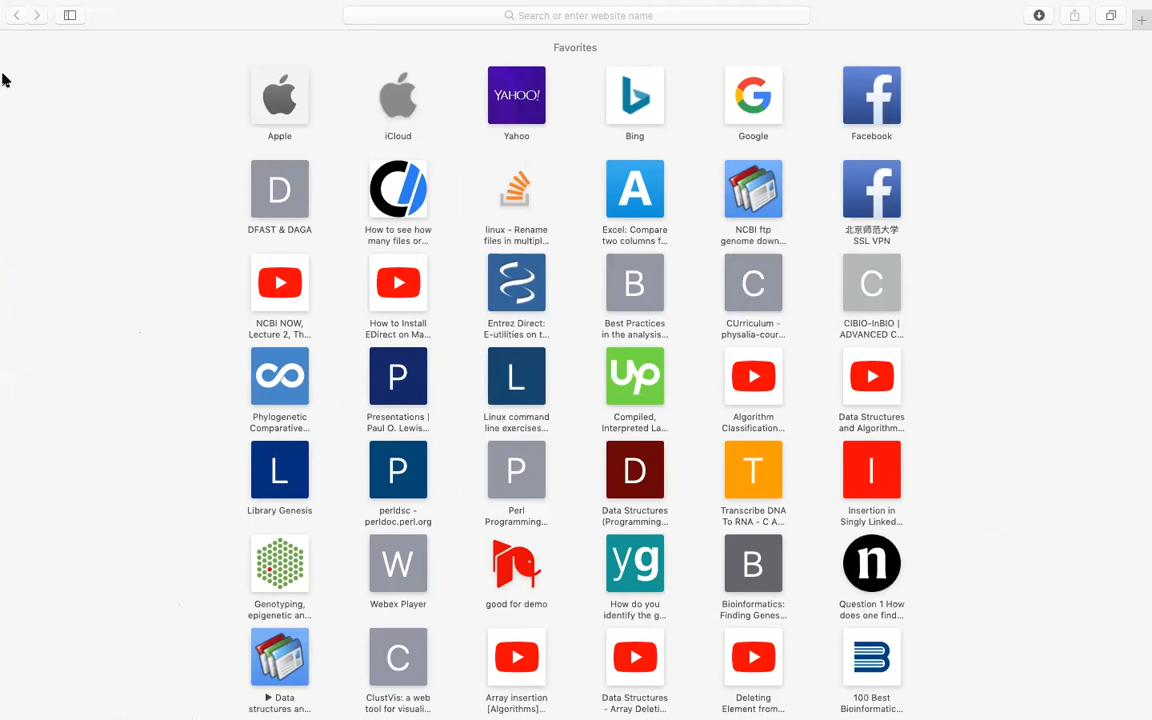 Search or enter website name
Favorites
Apple
iCloud
YAHOO!
Yahoo
Bing
Google
Facebook
D
DFAST & DAGA
How to see how
many files or...
linux - Rename
files in multipl...
A
Excel: Compare
two columns f...
NCBI ftp
genome down...
北京师范大学
SSL VPN
NCBI NOW,
Lecture 2, Th...
How to Install
EDirect on Ma...
Entrez Direct:
E-utilities on t...
B
Best Practices
in the analysis...
C
CUrriculum -
physalia-cour...
C
CIBIO-InBIO |
ADVANCED C...
Phylogenetic
Comparative...
P
Presentations |
Paul O. Lewis...
L
Linux command
line exercises...
up
Compiled,
Interpreted La...
Algorithm
Classification...
Data Structures
and Algorithm...
L
Library Genesis
P
perldsc -
perldoc.perl.org
P
Perl
Programming...
D
Data Structures
(Programming...
T
Transcribe DNA
To RNA - C A...
I
Insertion in
Singly Linked...
Genotyping,
epigenetic an...
W
Webex Player
good for demo
yg
How do you
identify the g...
B
Bioinformatics:
Finding Genes...
n
Question 1 How
does one find...
▶ Data
structures an...
C
ClustVis: a web
tool for visuali...
Array insertion
[Algorithms]...
Data Structures
- Array Deleti...
Deleting
Element from...
100 Best
Bioinformatic...